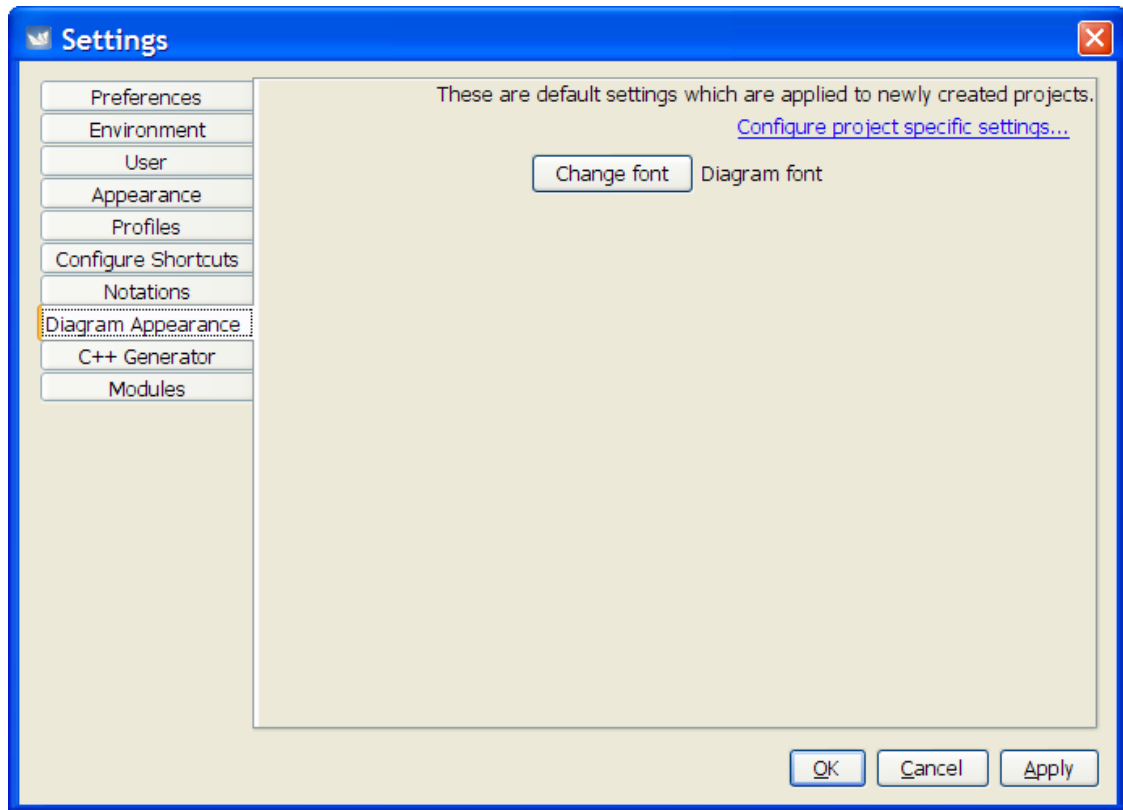 Settings
Preferences
Environment
User
Appearance
Profiles
Configure Shortcuts
Notations
Diagram Appearance
C++ Generator
Modules
These are default settings which are applied to newly created projects.
Configure project specific settings...
Change font Diagram font
OK Cancel Apply